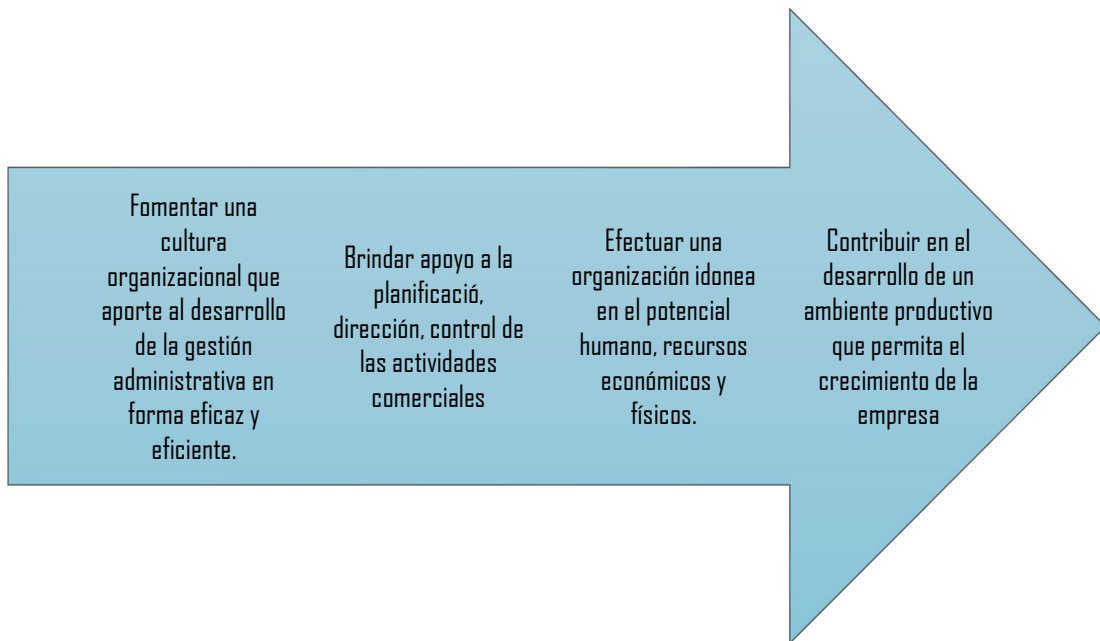 Fomentar una
cultura
organizacional que
aporte al desarrollo
de la gestión
administrativa en
forma eficaz y
eficiente.
Brindar apoyo a la
planificació,
dirección, control de
las actividades
comerciales
Efectuar una
organización idonea
en el potencial
humano, recursos
económicos y
físicos.
Contribuir en el
desarrollo de un
ambiente productivo
que permita el
crecimiento de la
empresa